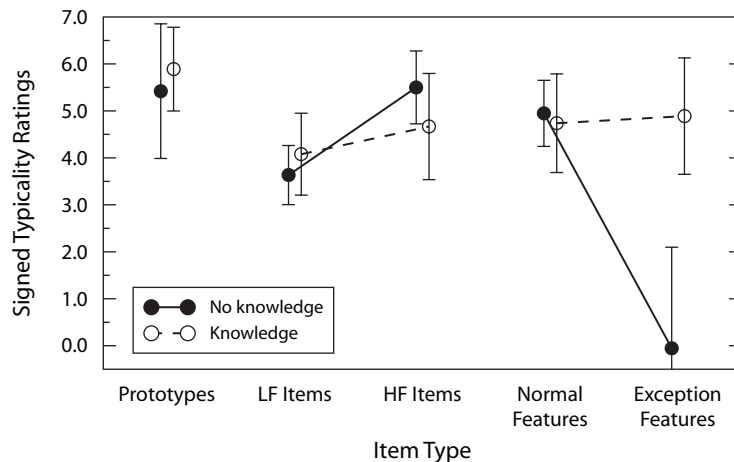 7.0
6.0
5.0
4.0
3.0
2.0
1.0
0.0
Signed Typicality Ratings
No knowledge
Knowledge
Prototypes
LF Items
HF Items
Normal
Features
Exception
Features
Item Type